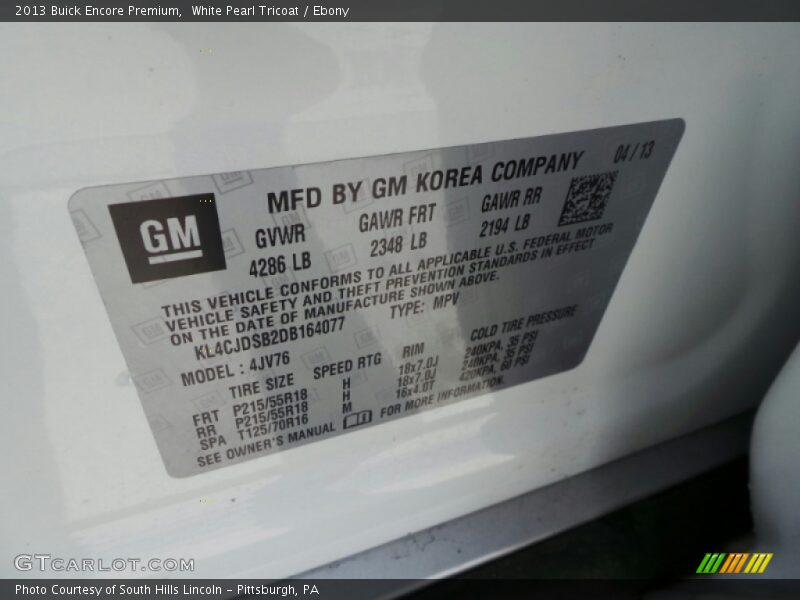 2013 Buick Encore Premium,  White Pearl Tricoat / Ebony
04 / 13
MFD BY GM KOREA COMPANY
GM
GVWR GAWR FRT GAWR RR
4286 LB 2348 LB 2194 LB
THIS VEHICLE CONFORMS TO ALL APPLICABLE U.S. FEDERAL MOTOR
VEHICLE SAFETY AND THEFT PREVENTION STANDARDS IN EFFECT
ON THE DATE OF MANUFACTURE SHOWN ABOVE.
KL4CJDSB2DB164077 TYPE: MPV
MODEL : 4JV76
TIRE SIZE SPEED RTG RIM COLD TIRE PRESSURE
FRT P215/55R18 H 18x7.0J 240KPA, 35 PSI
RR P215/55R18 H 18x7.0J 240KPA, 35 PSI
SPA T125/70R16 M 16x4.0T 420KPA, 60 PSI
SEE OWNER'S MANUAL FOR MORE INFORMATION.
GTCARLOT.COM
Photo Courtesy of South Hills Lincoln – Pittsburgh, PA